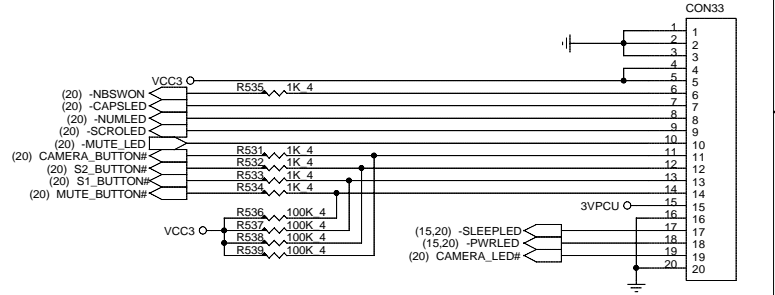 CON33
1 1
2 2
3 3
4 4
VCC3 5 5
(20) -NBSWON R535 1K_4 6 6
(20) -CAPSLED 7 7
(20) -NUMLED 8 8
(20) -SCROLED 9 9
(20) -MUTE_LED 10 10
(20) CAMERA_BUTTON# R531 1K_4 11 11
(20) S2_BUTTON# R532 1K_4 12 12
(20) S1_BUTTON# R533 1K_4 13 13
(20) MUTE_BUTTON# R534 1K_4 14 14
3VPCU 15 15
R536 100K_4 16 16
VCC3 R537 100K_4 (15,20) -SLEEPLED 17 17
R538 100K_4 (15,20) -PWRLED 18 18
R539 100K_4 (20) CAMERA_LED# 19 19
20 20